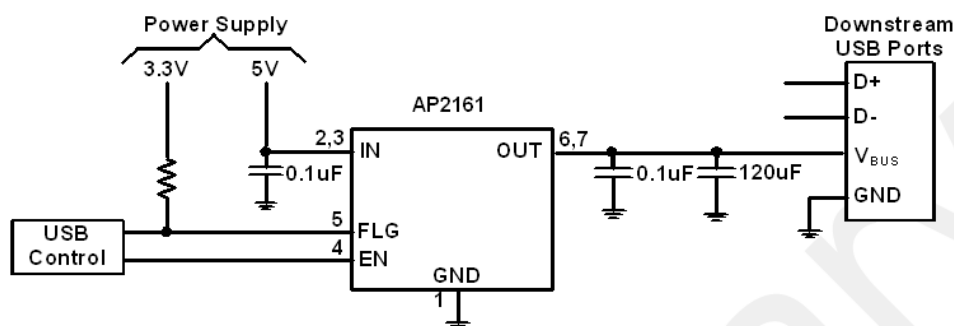 Power Supply
3.3V 5V
Downstream
USB Ports
D+
D-
VBUS
GND
AP2161
2,3
IN
OUT
6,7
0.1uF
0.1uF
120uF
USB
Control
5
FLG
4
EN
GND
1